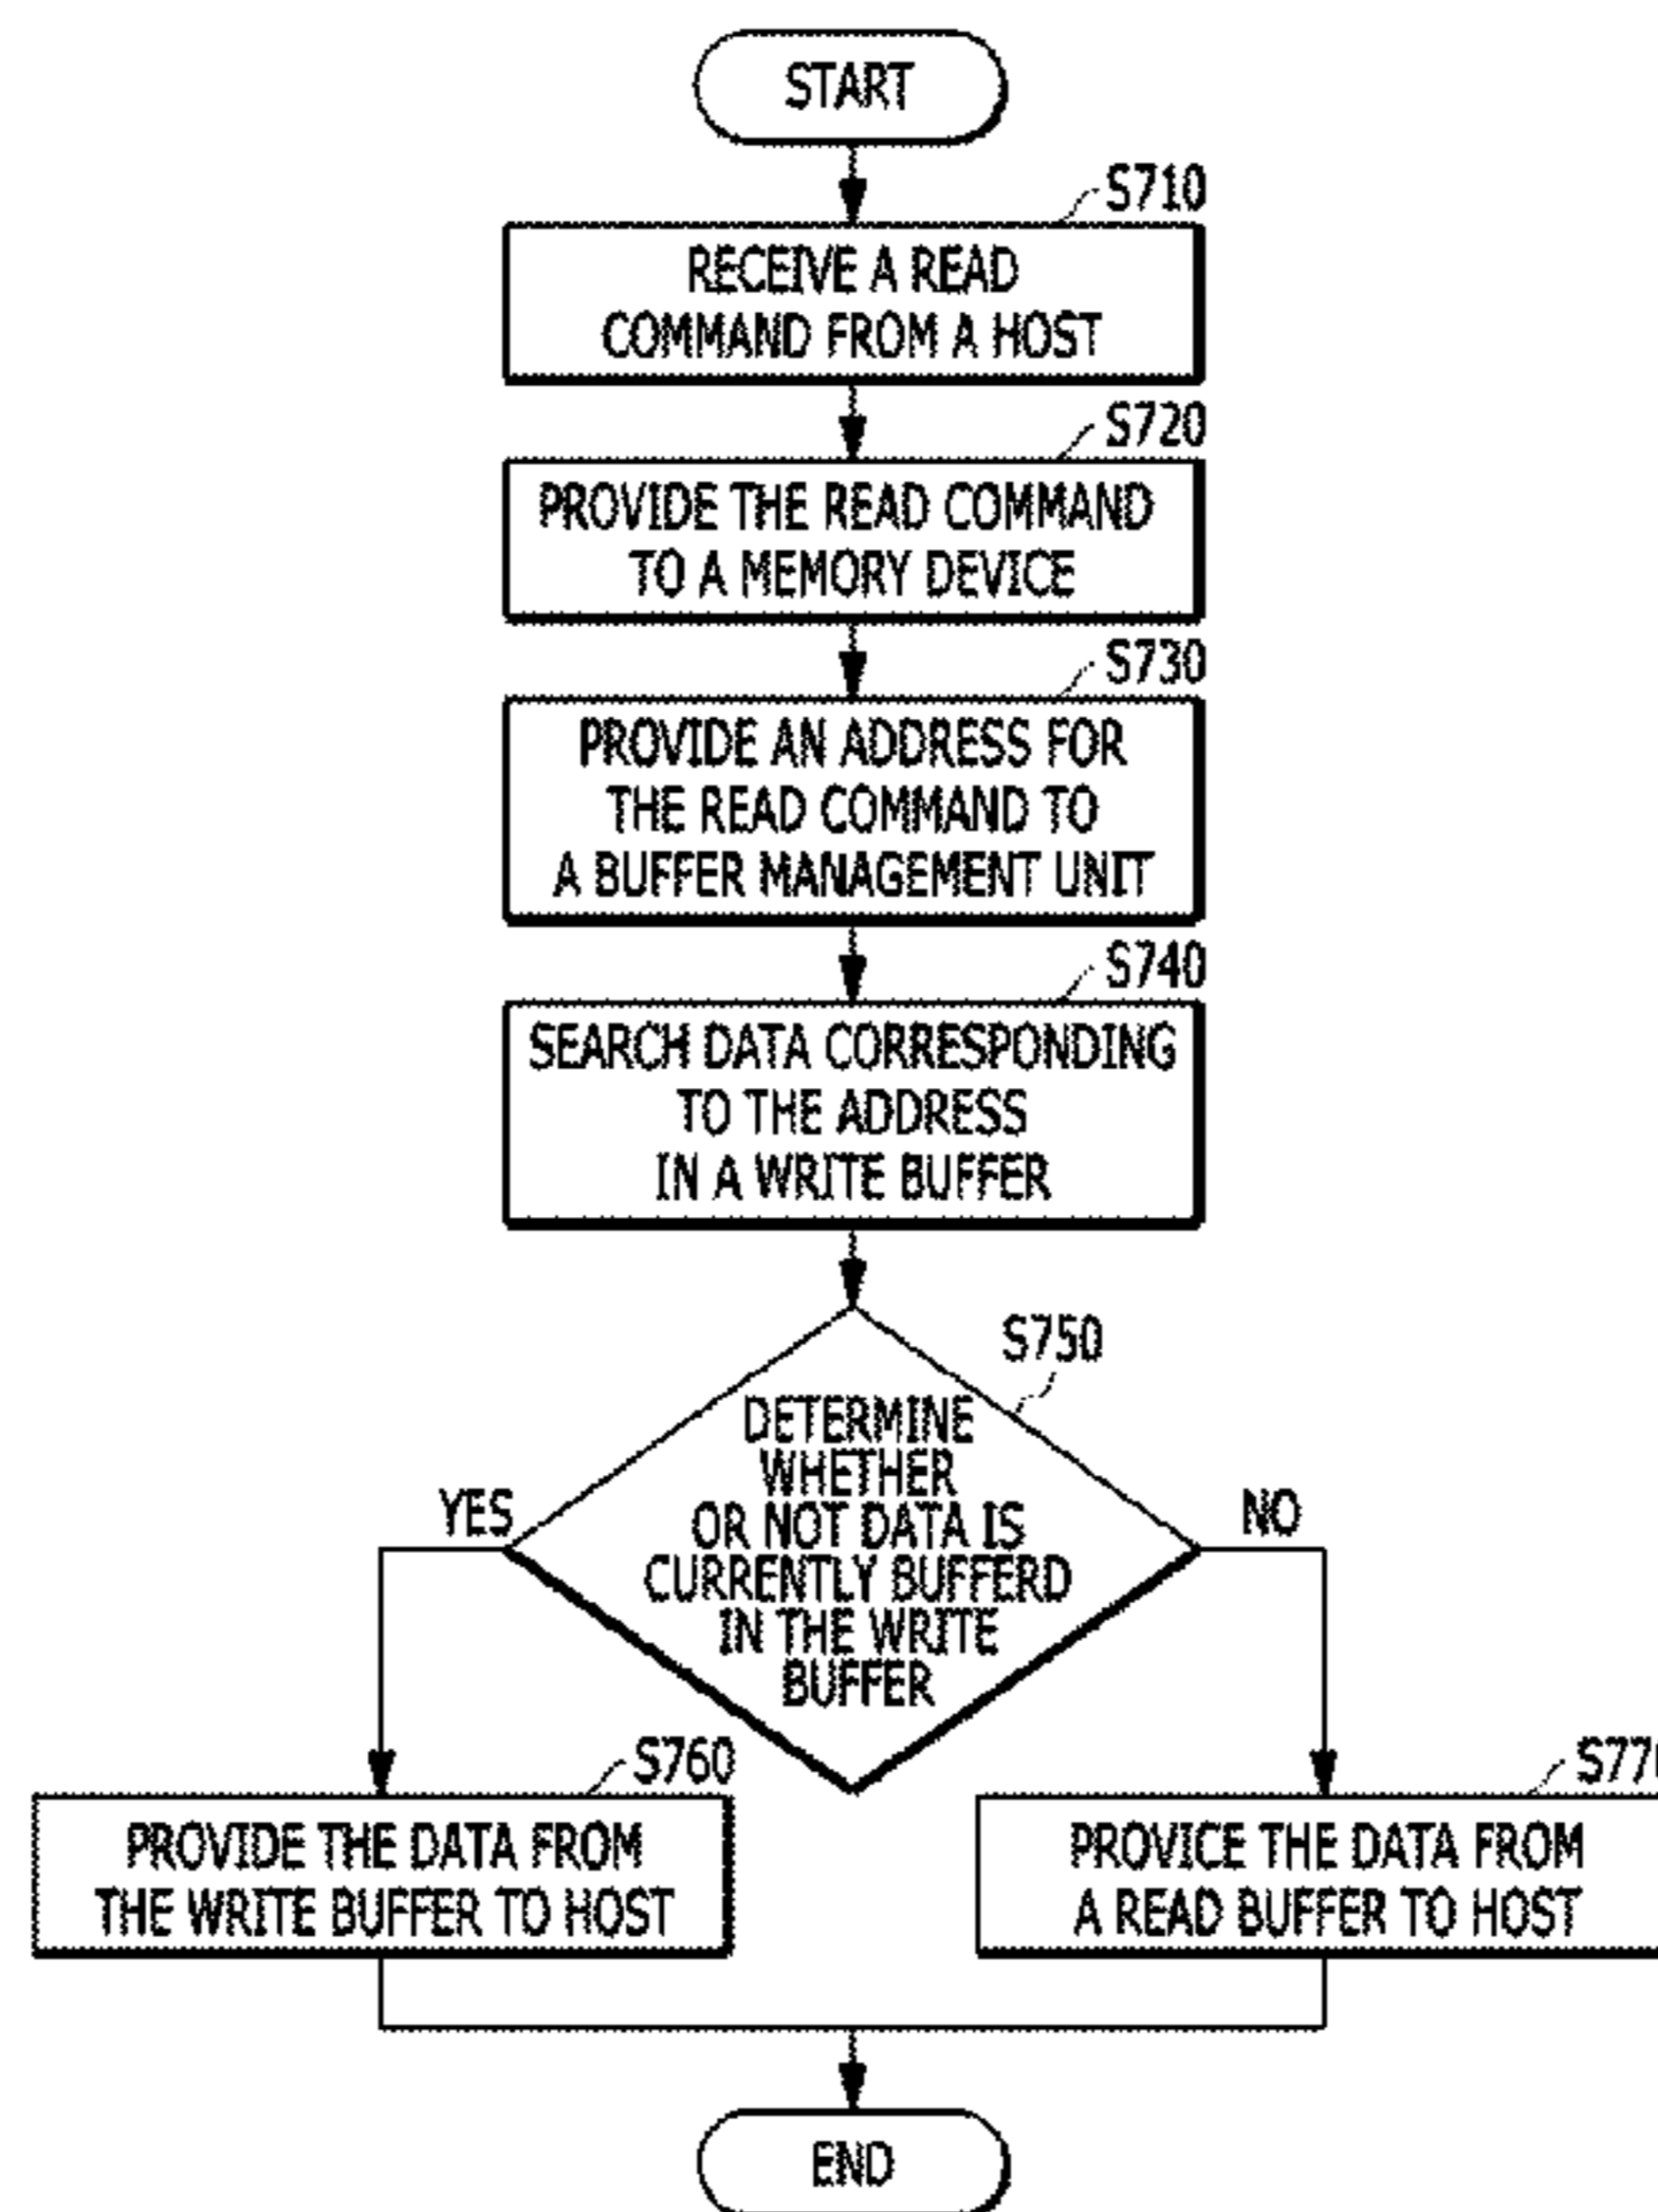 START
S710
RECEIVE A READ
COMMAND FROM A HOST
S720
PROVIDE THE READ COMMAND
TO A MEMORY DEVICE
S730
PROVIDE AN ADDRESS FOR
THE READ COMMAND TO
A BUFFER MANAGEMENT UNIT
S740
SEARCH DATA CORRESPONDING
TO THE ADDRESS
IN A WRITE BUFFER
S750
DETERMINE
WHETHER
OR NOT DATA IS
CURRENTLY BUFFERD
IN THE WRITE
BUFFER
YES
NO
S760
PROVIDE THE DATA FROM
THE WRITE BUFFER TO HOST
S770
PROVICE THE DATA FROM
A READ BUFFER TO HOST
END